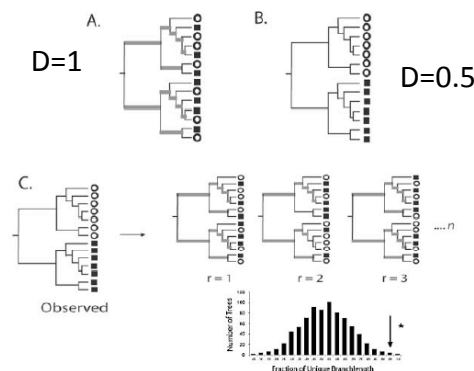 A.
B.
D=1
D=0.5
C.
Observed
r = 1
r = 2
r = 3
.... n
Number of Trees
*
Fraction of Unique Branchlength